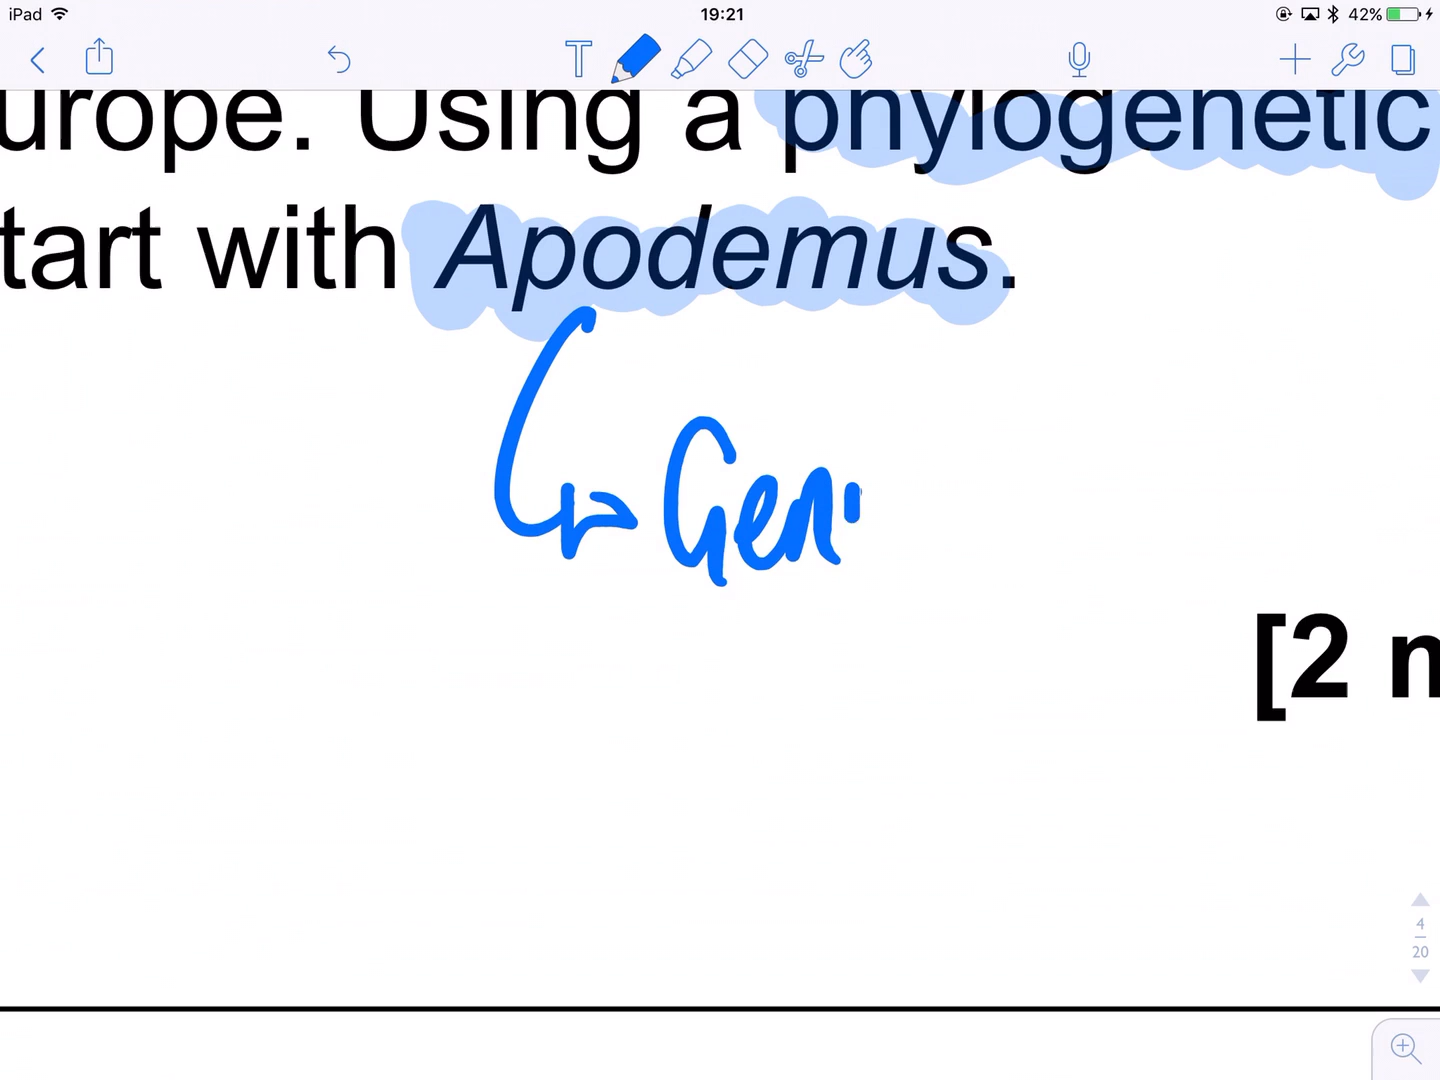 iPad 19:21 42%
T
urope. Using a phylogenetic
tart with Apodemus.
Gen
[2 m
4
20